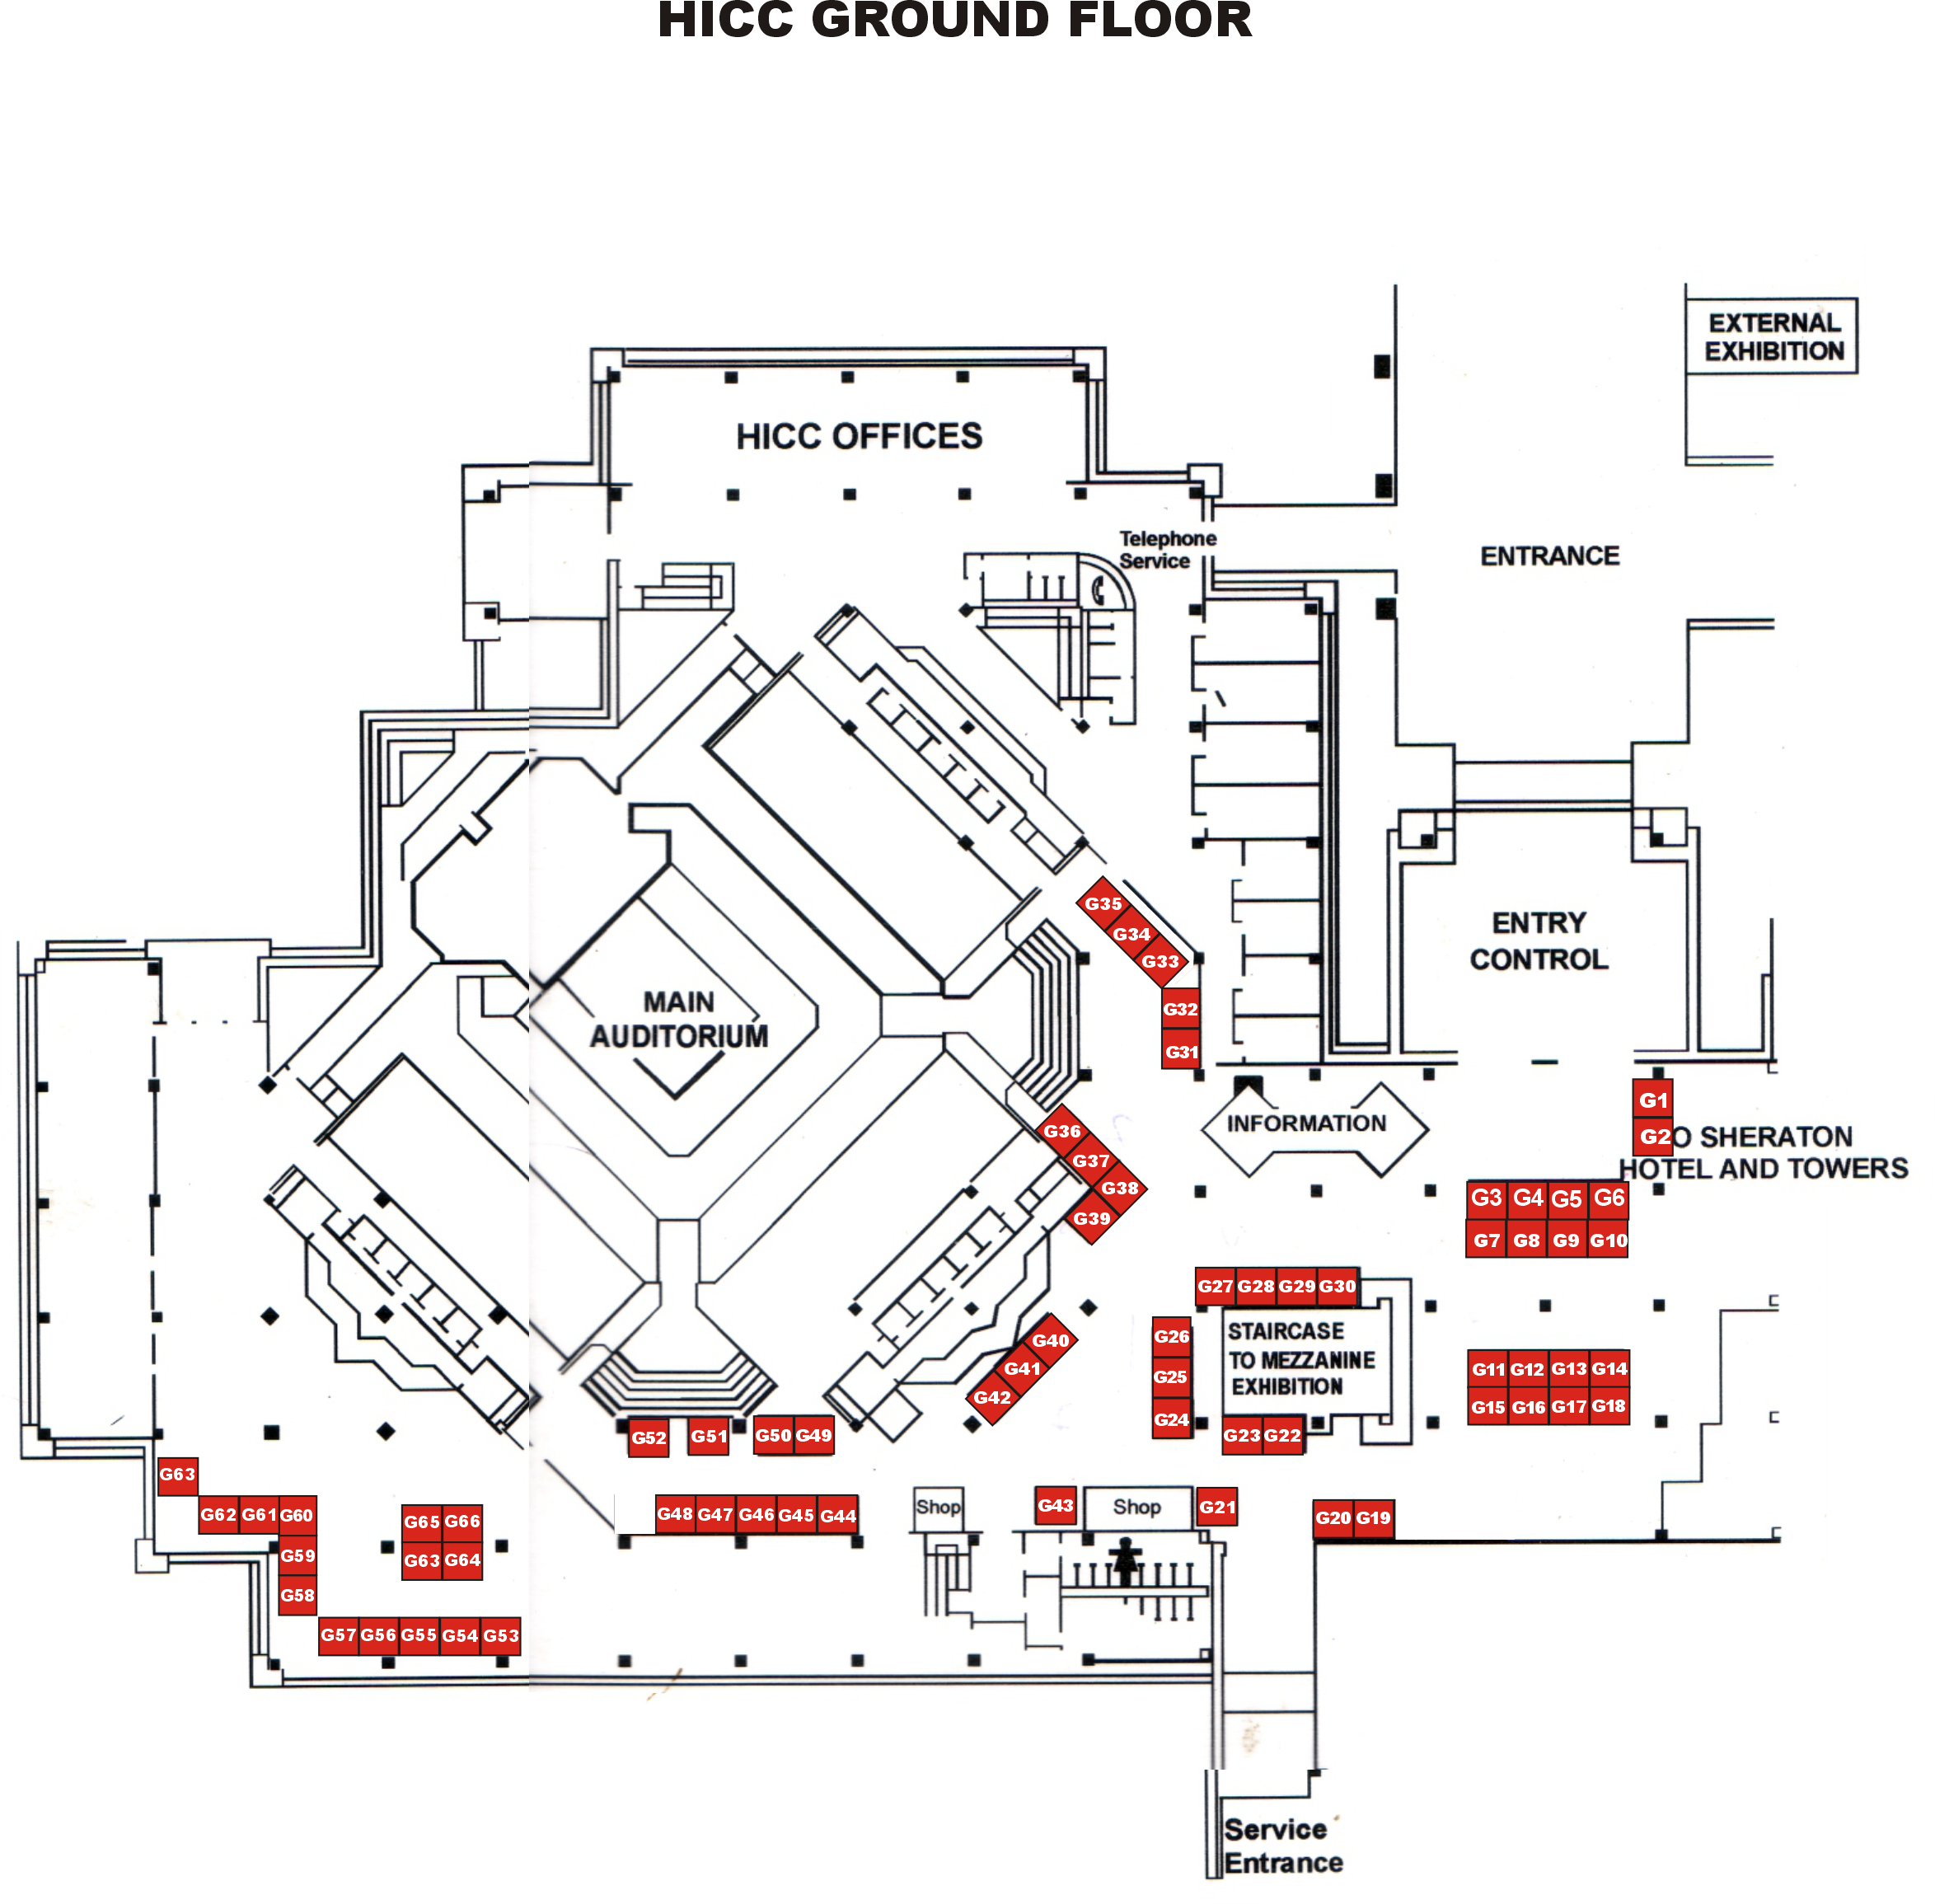 HICC GROUND FLOOR
EXTERNAL
EXHIBITION
HICC OFFICES
Telephone
Service
ENTRANCE
ENTRY
CONTROL
MAIN
AUDITORIUM
G35
G34
G33
G32
G31
INFORMATION
G1
G2
O SHERATON
HOTEL AND TOWERS
G36
G37
G38
G39
G3 G4 G5 G6
G7 G8 G9 G10
G27 G28 G29 G30
STAIRCASE
TO MEZZANINE
EXHIBITION
G26
G25
G24
G23 G22
G40
G41
G42
G11 G12 G13 G14
G15 G16 G17 G18
G52 G51 G50 G49
G63
G62 G61 G60
G59
G58
G65 G66
G63 G64
G57 G56 G55 G54 G53
G48 G47 G46 G45 G44
Shop
G43
Shop
G21
G20 G19
Service
Entrance